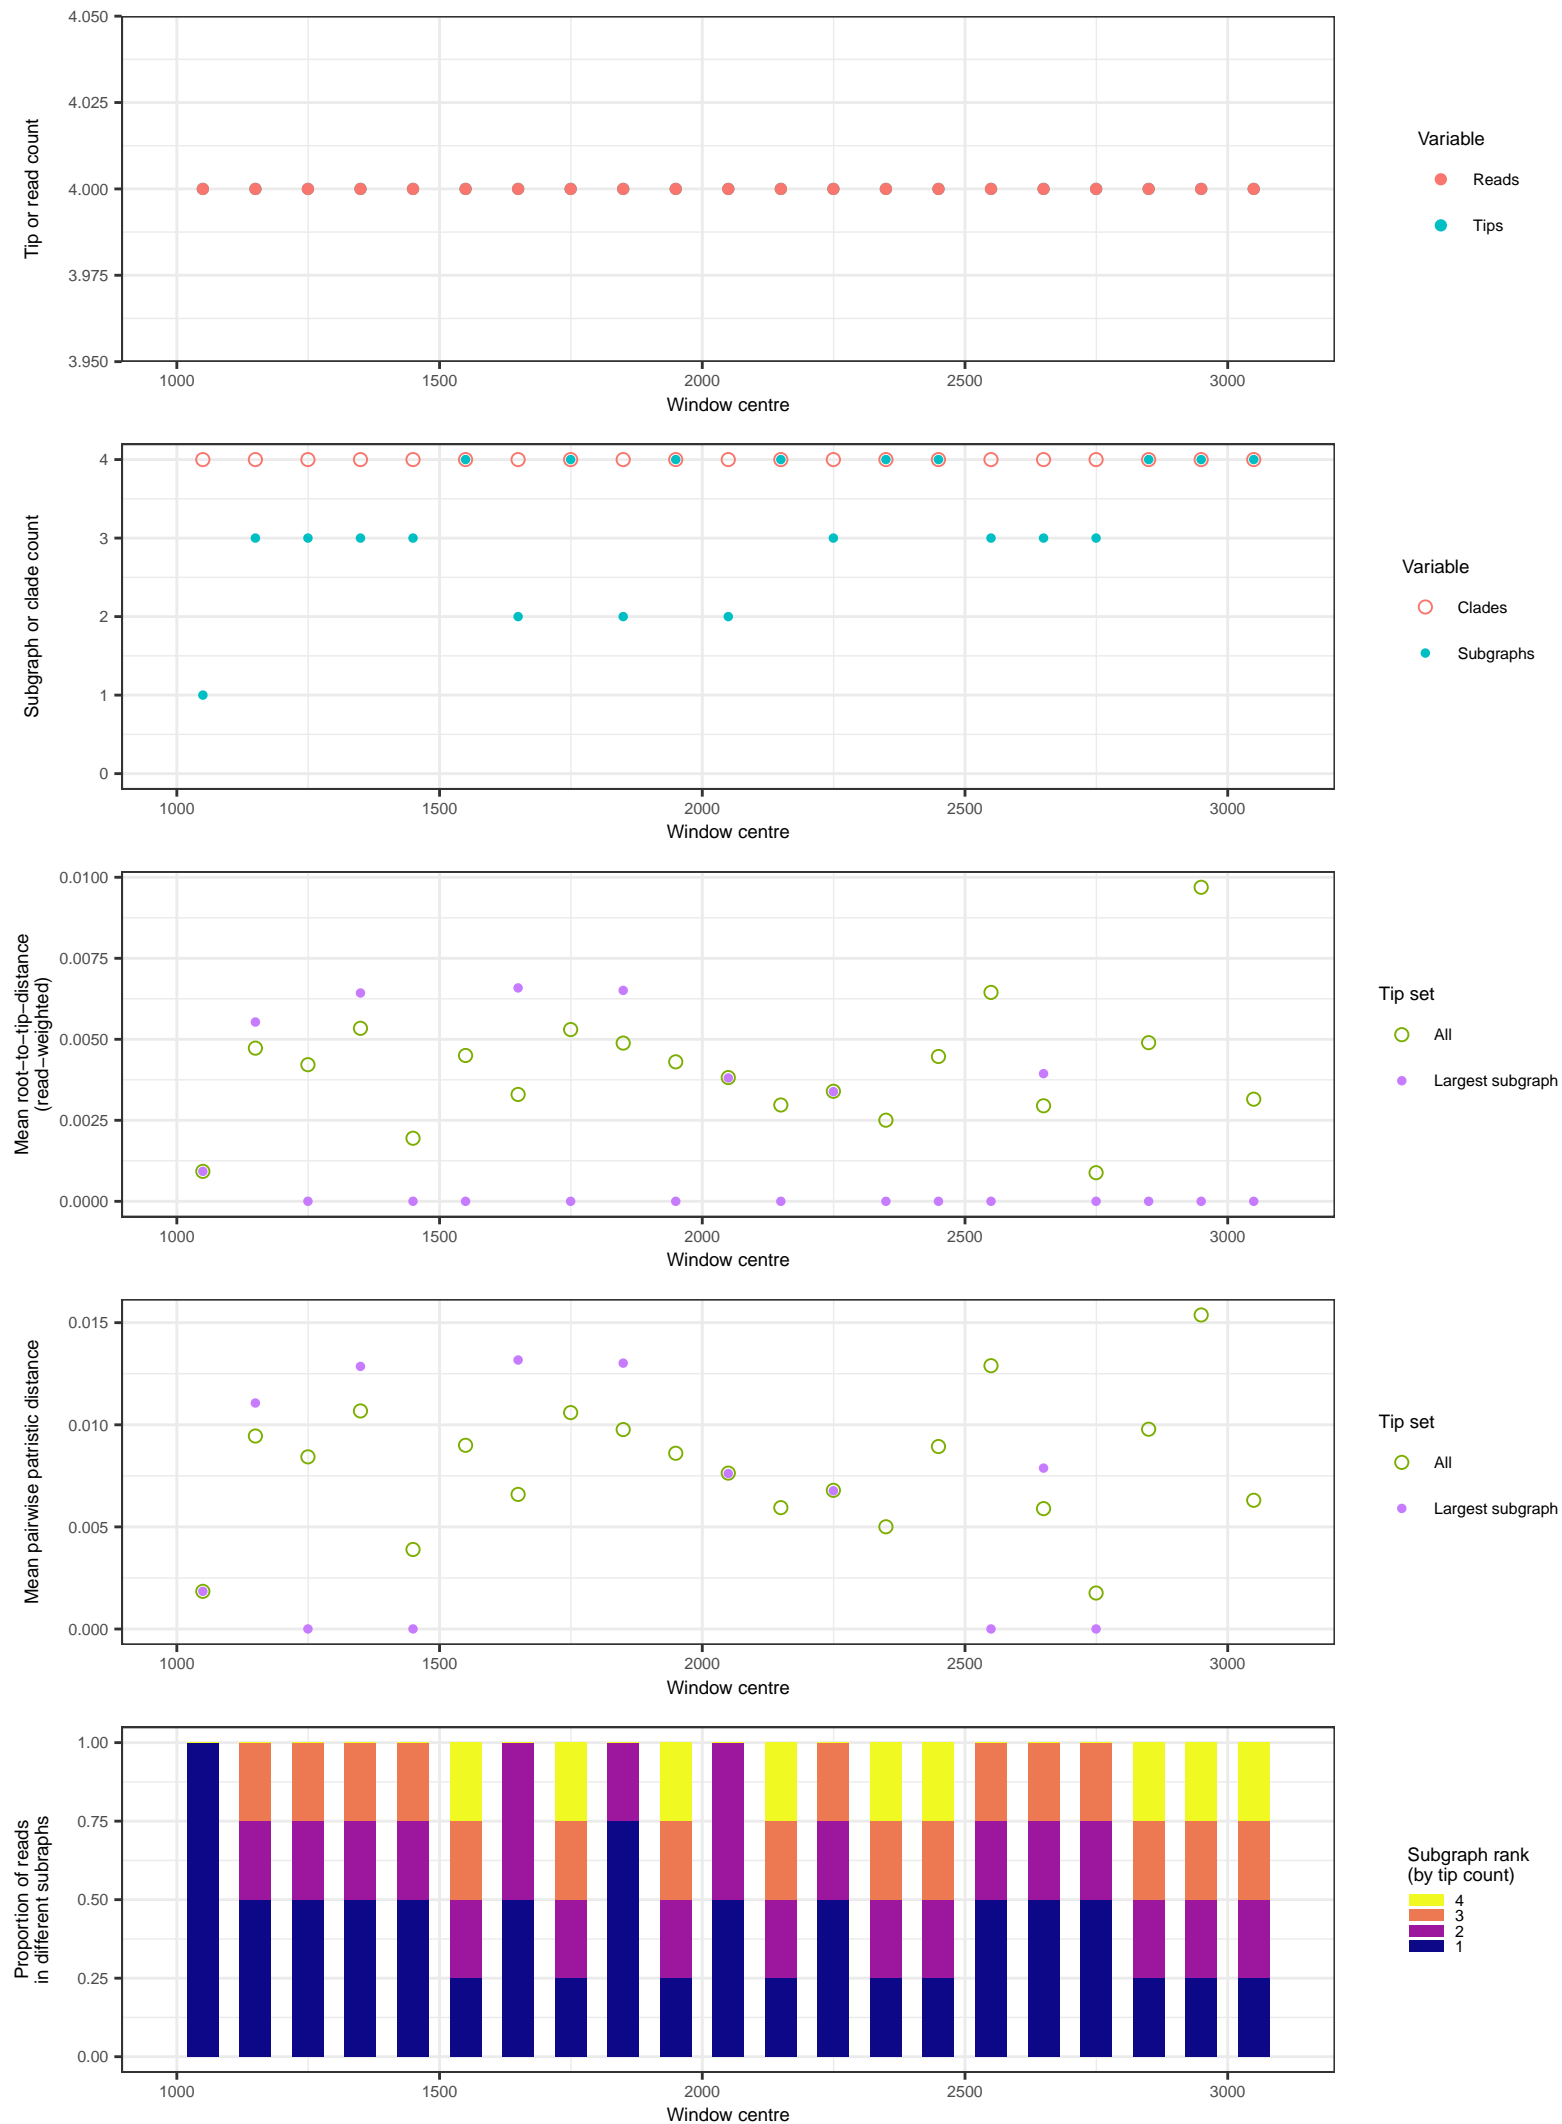 4.050
4.025
4.000
3.975
3.950
Tip or read count
1000 1500 2000 2500 3000
Window centre
Variable
Reads
Tips
4
3
2
1
0
Subgraph or clade count
1000 1500 2000 2500 3000
Window centre
Variable
Clades
Subgraphs
0.0100
0.0075
0.0050
0.0025
0.0000
Mean root−to−tip−distance
(read−weighted)
1000 1500 2000 2500 3000
Window centre
Tip set
All
Largest subgraph
0.015
0.010
0.005
0.000
Mean pairwise patristic distance
1000 1500 2000 2500 3000
Window centre
Tip set
All
Largest subgraph
1.00
0.75
0.50
0.25
0.00
Proportion of reads
in different subraphs
1000 1500 2000 2500 3000
Window centre
Subgraph rank
(by tip count)
4
3
2
1